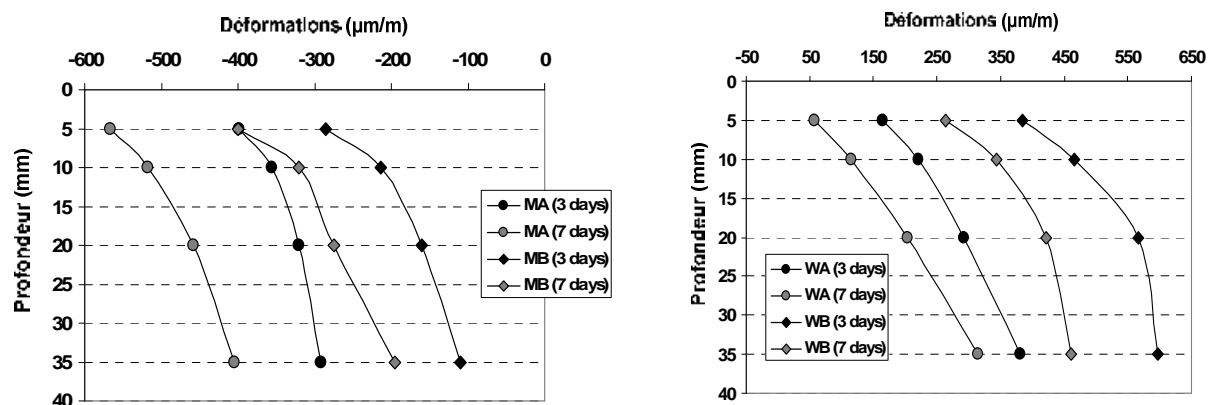 Déformations (µm/m)
-600 -500 -400 -300 -200 -100 0
0
5
10
15
20
25
30
35
40
Profondeur (mm)
MA (3 days)
MA (7 days)
MB (3 days)
MB (7 days)
Déformations (µm/m)
-50 50 150 250 350 450 550 650
0
5
10
15
20
25
30
35
40
Profondeur (mm)
WA (3 days)
WA (7 days)
WB (3 days)
WB (7 days)